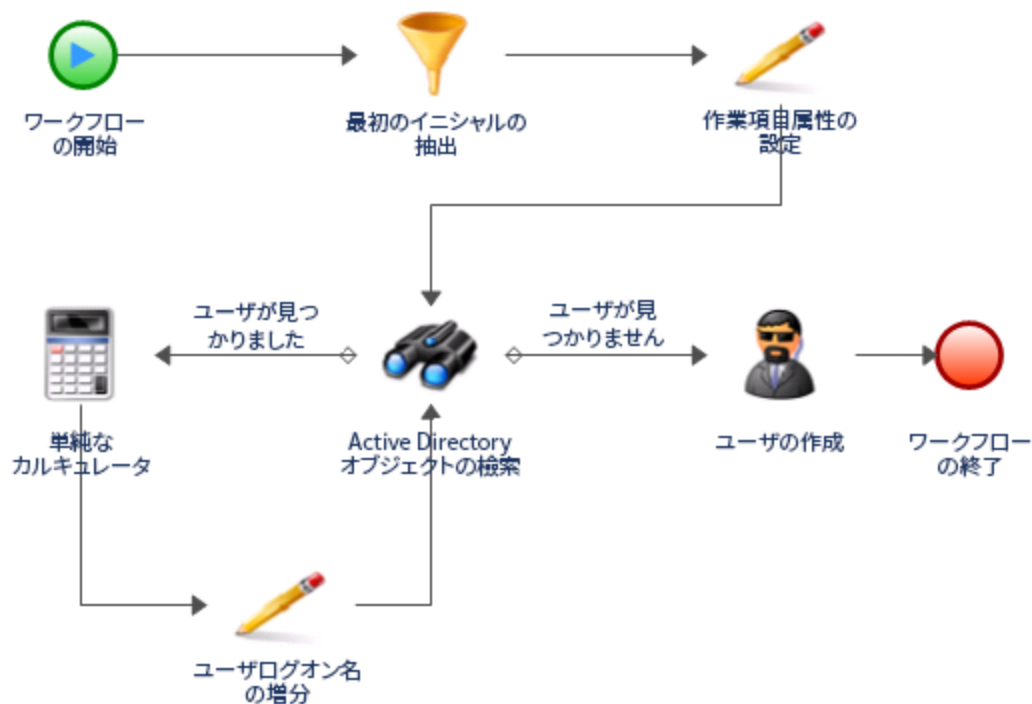 ワークフロー
の開始
最初のイニシャルの
抽出
作業項目属性の
設定
ユーザが見つ
かりました
ユーザが見
つかりません
単純な
カルキュレータ
Active Directory
オブジェクトの検索
ユーザの作成
ワークフロー
の終了
ユーザログオン名
の増分